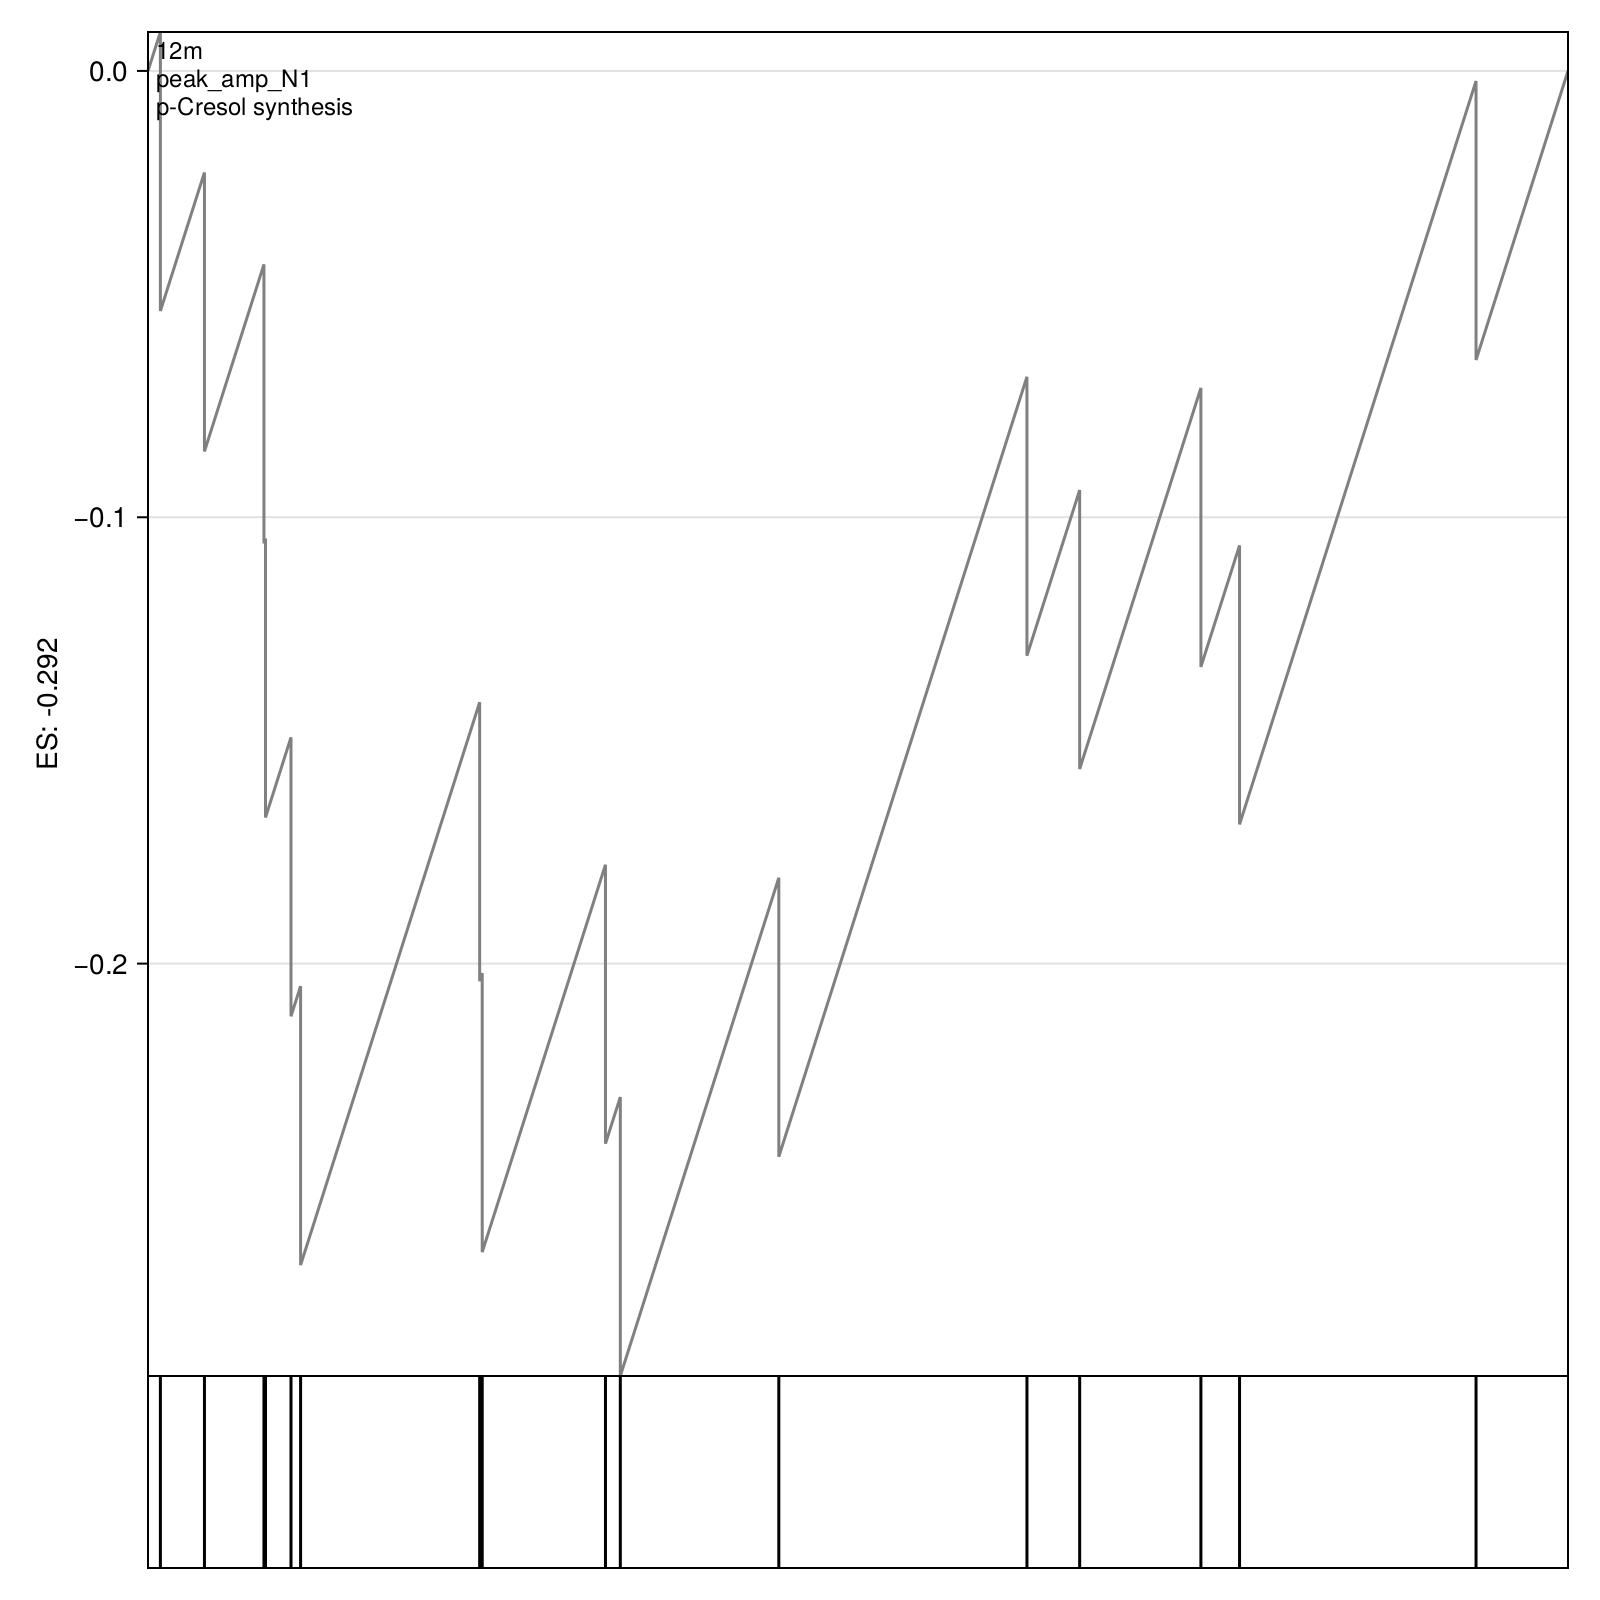 12m
peak_amp_N1
p-Cresol synthesis
0.0
−0.1
−0.2
ES: -0.292